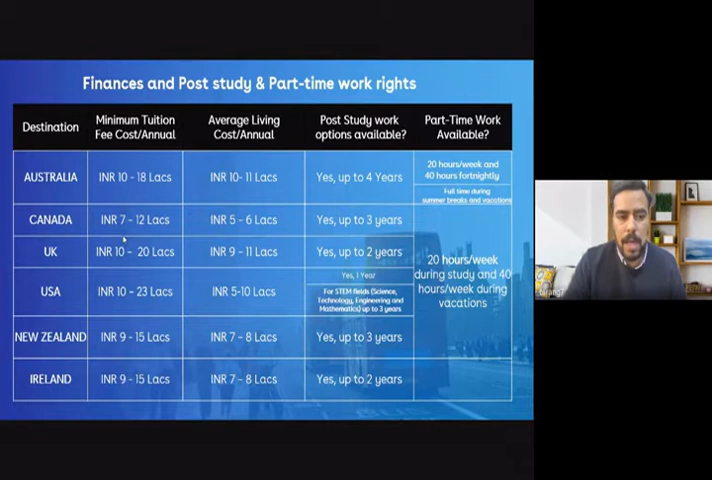 Finances and Post study & Part-time work rights
Destination
Minimum Tuition
Fee Cost/Annual
Average Living
Cost/Annual
Post Study work
options available?
Part-Time Work
Available?
AUSTRALIA
INR 10 - 18 Lacs
INR 10- 11 Lacs
Yes, up to 4 Years
20 hours/week and
40 hours fortnightly
Full time during
summer breaks and vacations
CANADA
INR 7 - 12 Lacs
INR 5 - 6 Lacs
Yes, up to 3 years
UK
INR 10 - 20 Lacs
INR 9 - 11 Lacs
Yes, up to 2 years
20 hours/week
during study and 40
hours/week during
vacations
USA
INR 10 - 23 Lacs
INR 5-10 Lacs
Yes, 1 Year
For STEM fields (Science,
Technology, Engineering and
Mathematics) up to 3 years
NEW ZEALAND
INR 9 - 15 Lacs
INR 7 - 8 Lacs
Yes, up to 3 years
IRELAND
INR 9 - 15 Lacs
INR 7 - 8 Lacs
Yes, up to 2 years